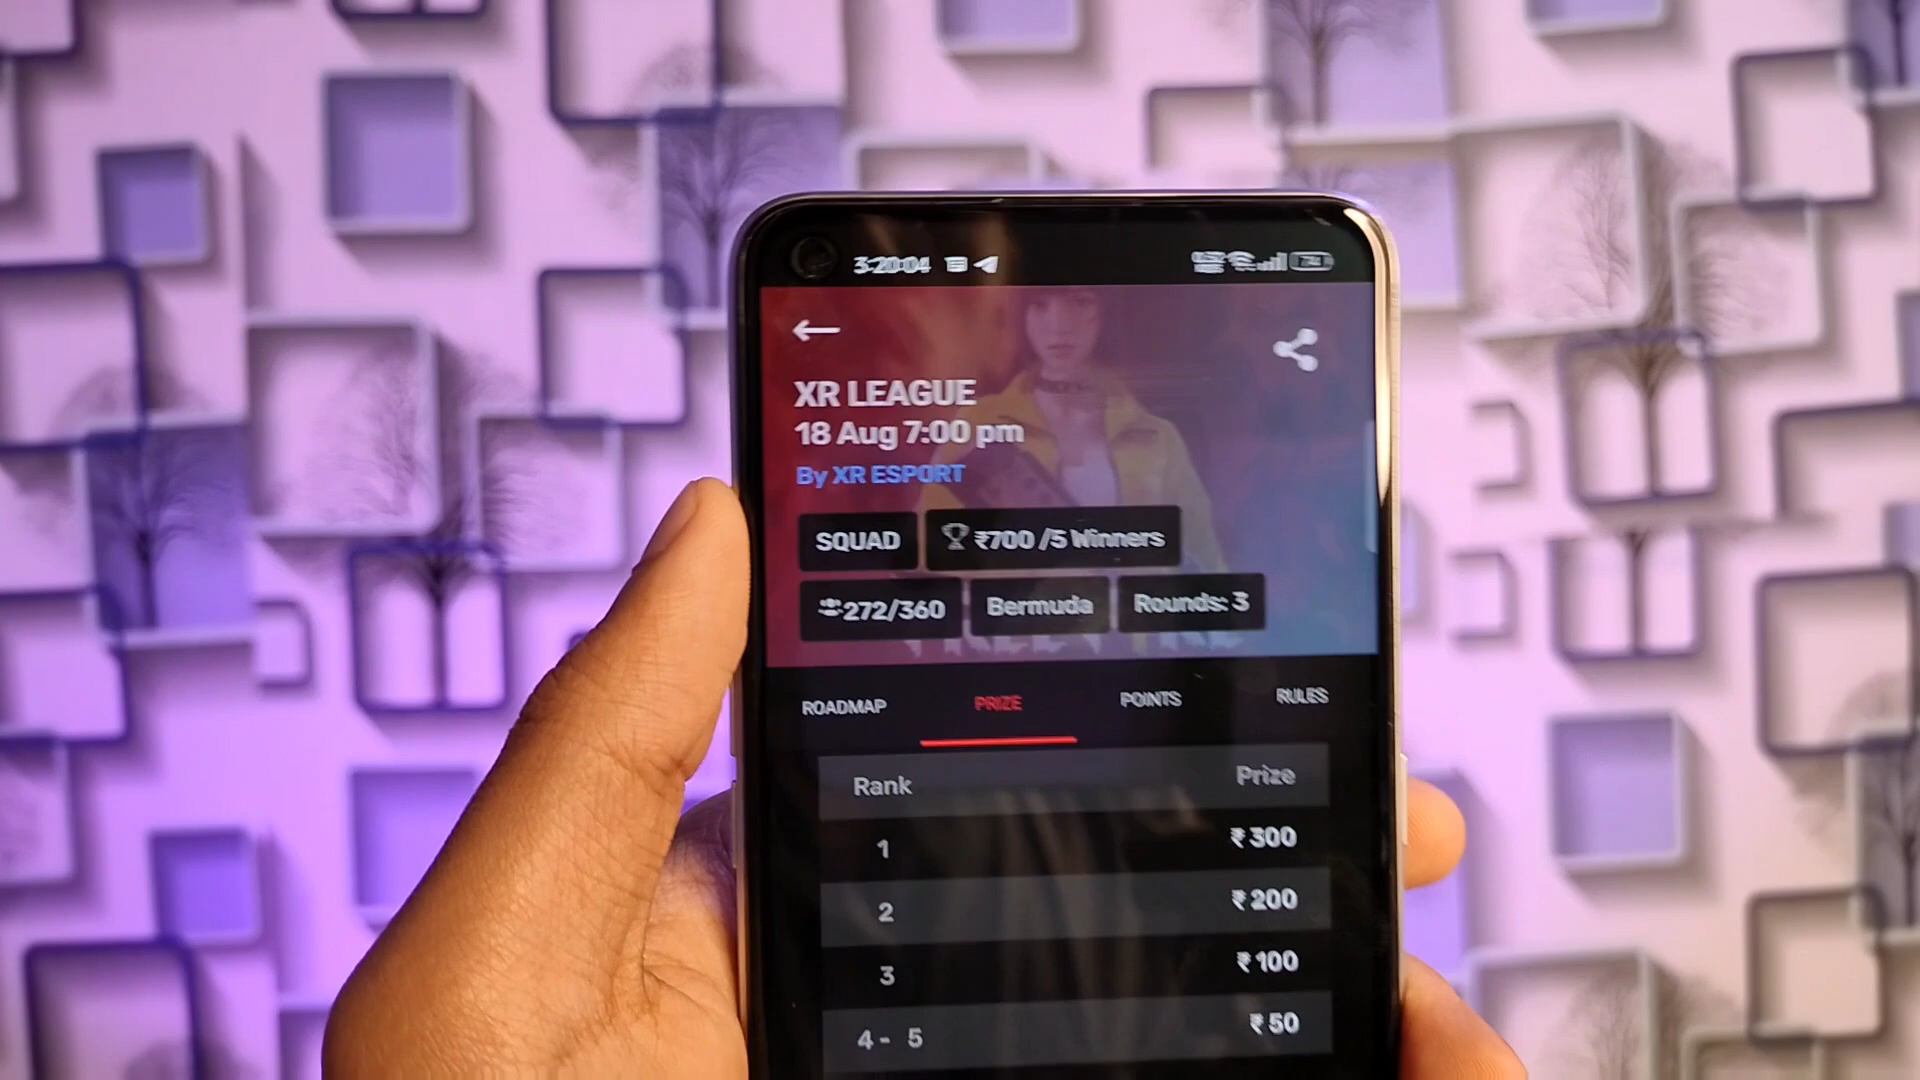 3:20:04
XR LEAGUE
18 Aug 7:00 pm
By XR ESPORT
SQUAD
₹700 /5 Winners
272/360
Bermuda
Rounds: 3
ROADMAP
PRIZE
POINTS
RULES
Rank Prize
1 ₹ 300
2 ₹ 200
3 ₹ 100
4 - 5 ₹ 50